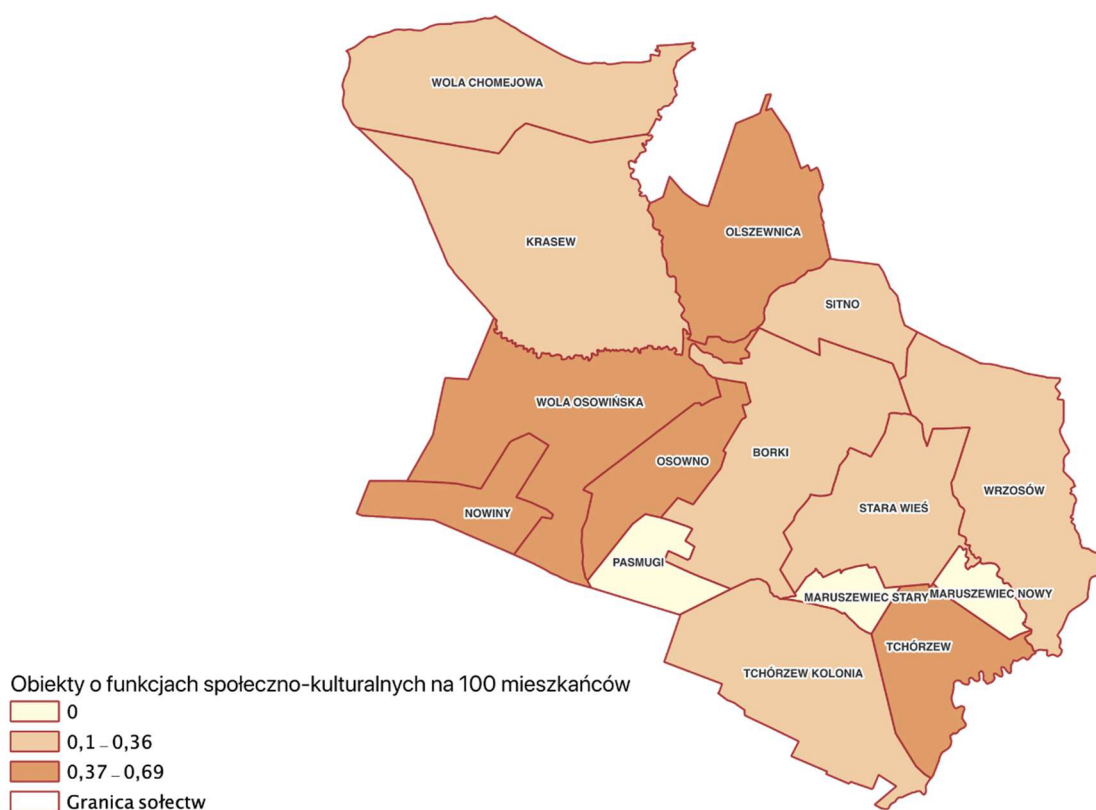 WOLA CHOMEJOWA
KRASEW
OLSZEWNICA
SITNO
WOLA OSOWIŃSKA
OSOWNO
BORKI
NOWINY
STARA WIEŚ
WRZOSÓW
PASMUGI
MARUSZEWIEC STARY
MARUSZEWIEC NOWY
TCHÓRZEW
TCHÓRZEW KOLONIA
Obiekty o funkcjach społeczno-kulturalnych na 100 mieszkańców
0
0,1 – 0,36
0,37 – 0,69
Granica sołectw